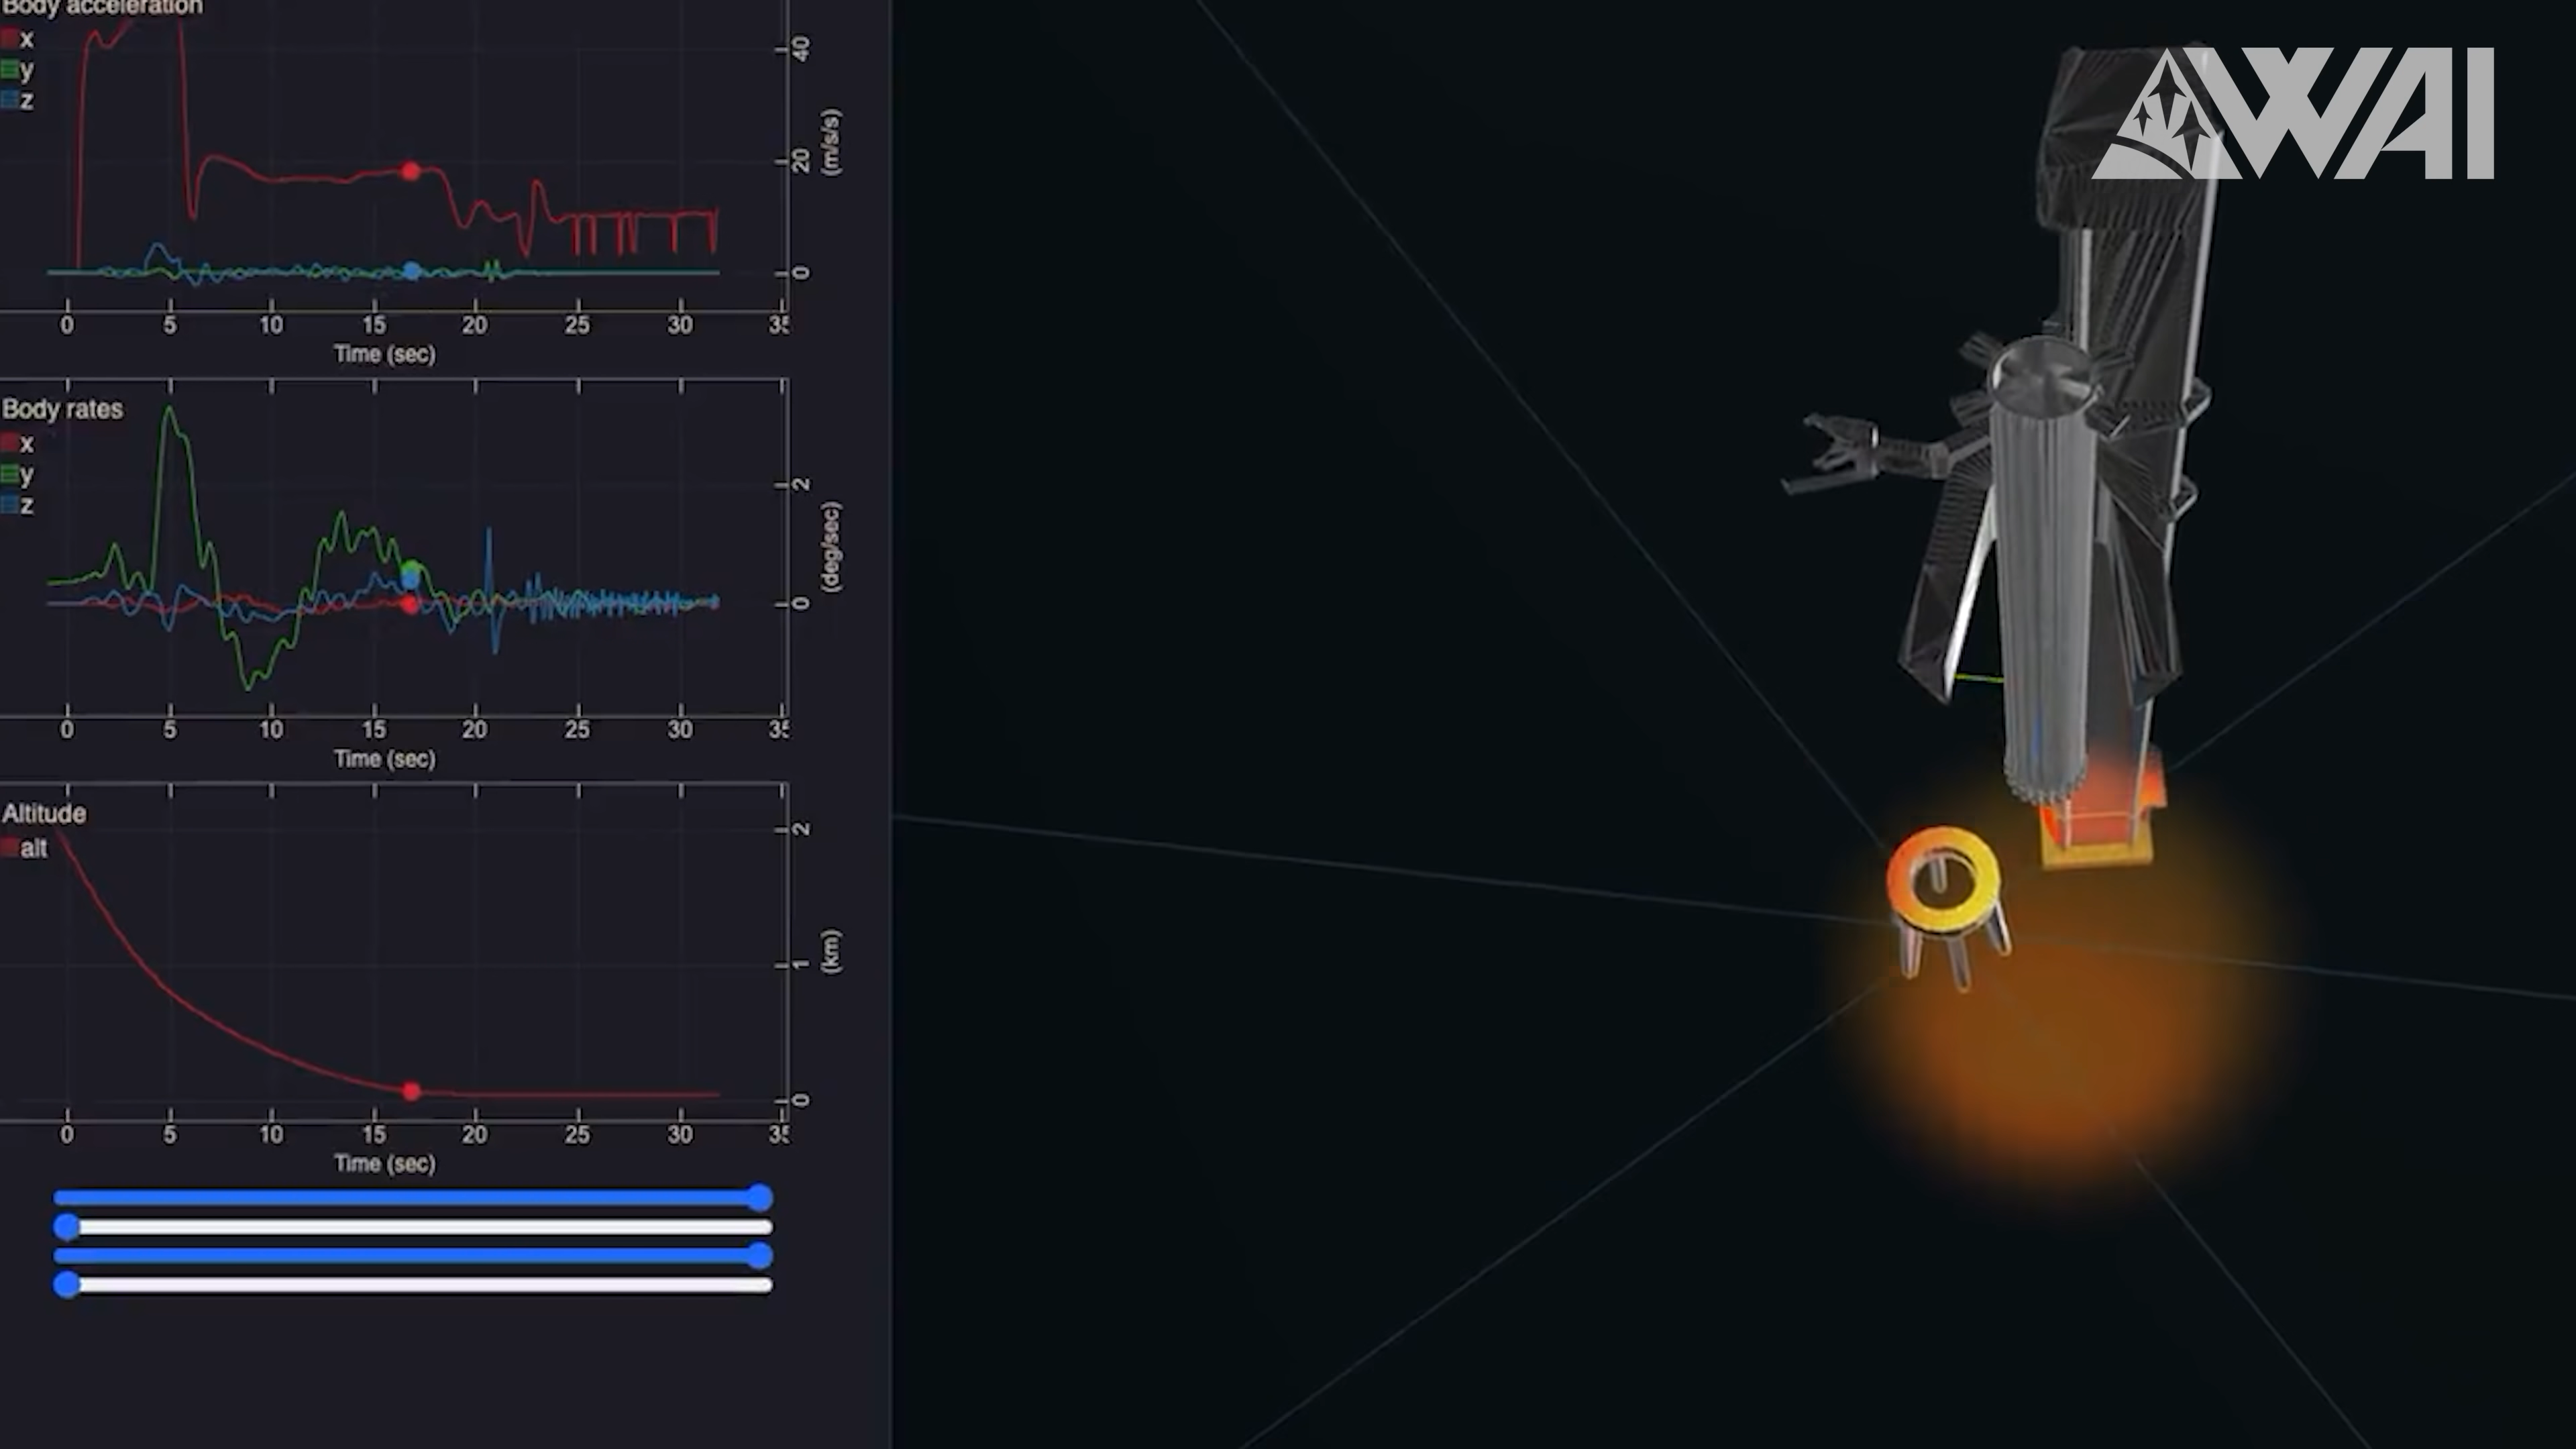 Body acceleration
x
y
z
40
20
0
(m/s/s)
0 5 10 15 20 25 30 35
Time (sec)
Body rates
x
y
z
2
0
(deg/sec)
0 5 10 15 20 25 30 35
Time (sec)
Altitude
alt
2
1
0
(km)
0 5 10 15 20 25 30 35
Time (sec)
WAI